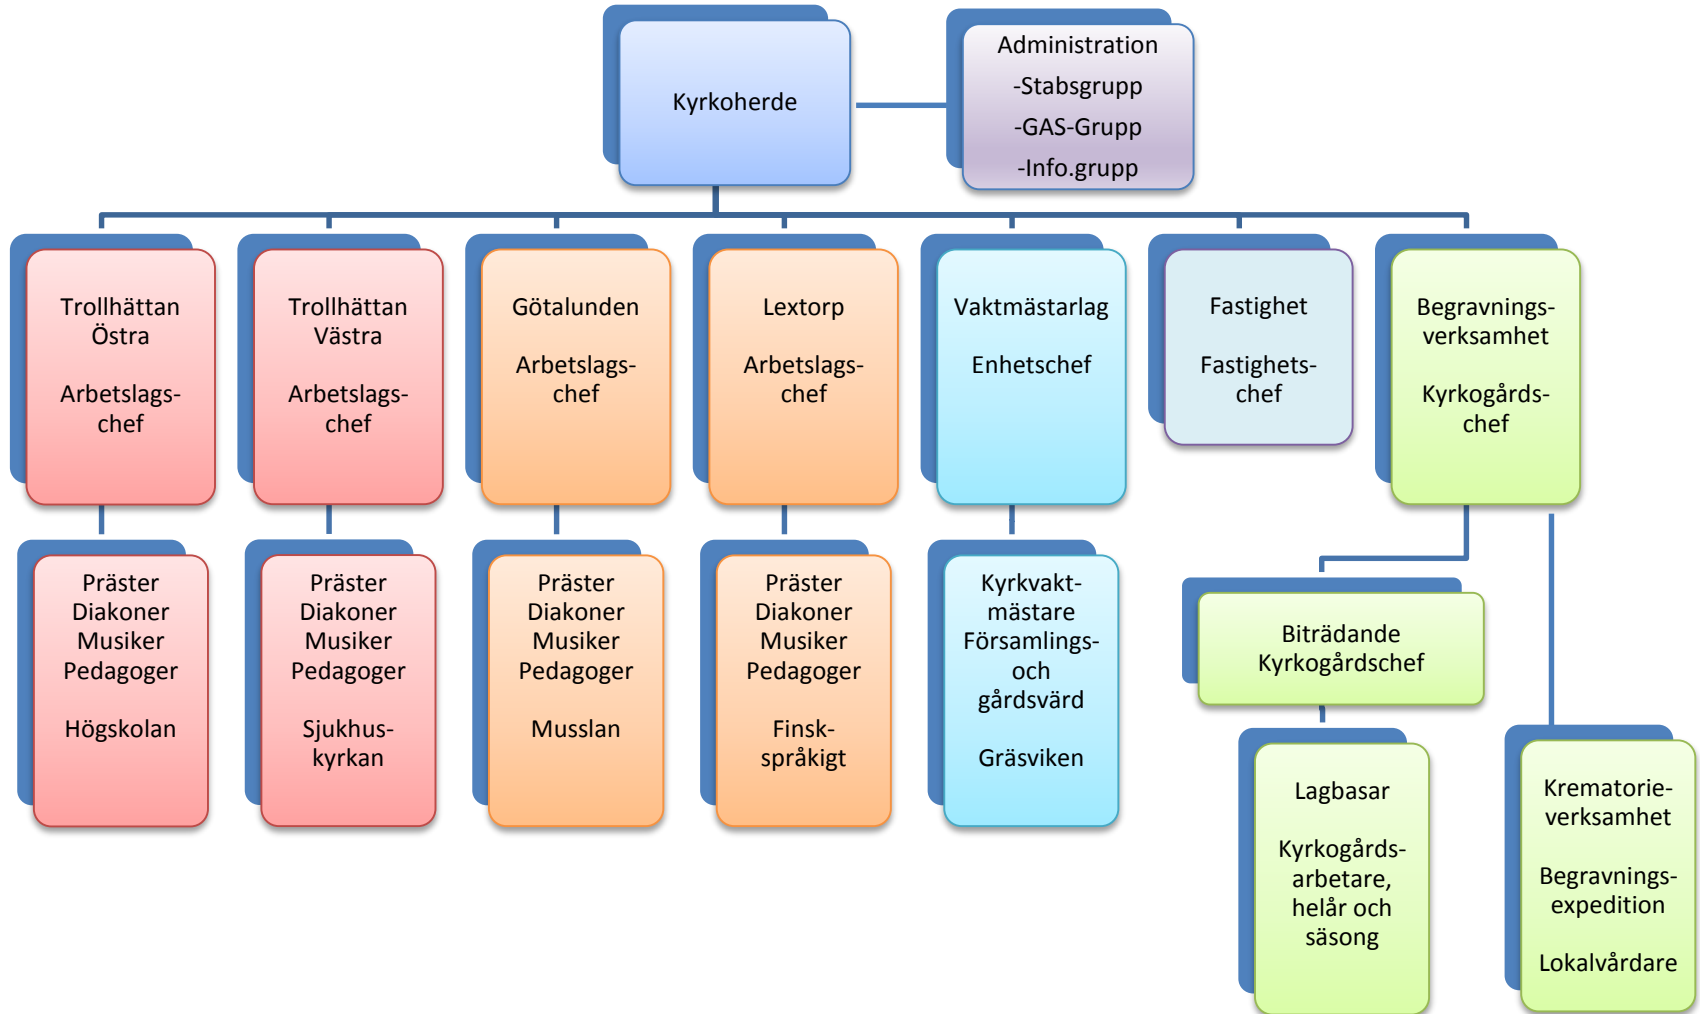 Kyrkoherde
Administration
-Stabsgrupp
-GAS-Grupp
-Info.grupp
Trollhättan
Östra
Arbetslags-
chef
Trollhättan
Västra
Arbetslags-
chef
Götalunden
Arbetslags-
chef
Lextorp
Arbetslags-
chef
Vaktmästarlag
Enhetschef
Fastighet
Fastighets-
chef
Begravnings-
verksamhet
Kyrkogårds-
chef
Präster
Diakoner
Musiker
Pedagoger
Högskolan
Präster
Diakoner
Musiker
Pedagoger
Sjukhus-
kyrkan
Präster
Diakoner
Musiker
Pedagoger
Musslan
Präster
Diakoner
Musiker
Pedagoger
Finsk-
språkigt
Kyrkvakt-
mästare
Församlings-
och
gårdsvärd
Gräsviken
Biträdande
Kyrkogårdschef
Lagbasar
Kyrkogårds-
arbetare,
helår och
säsong
Krematorie-
verksamhet
Begravnings-
expedition
Lokalvårdare